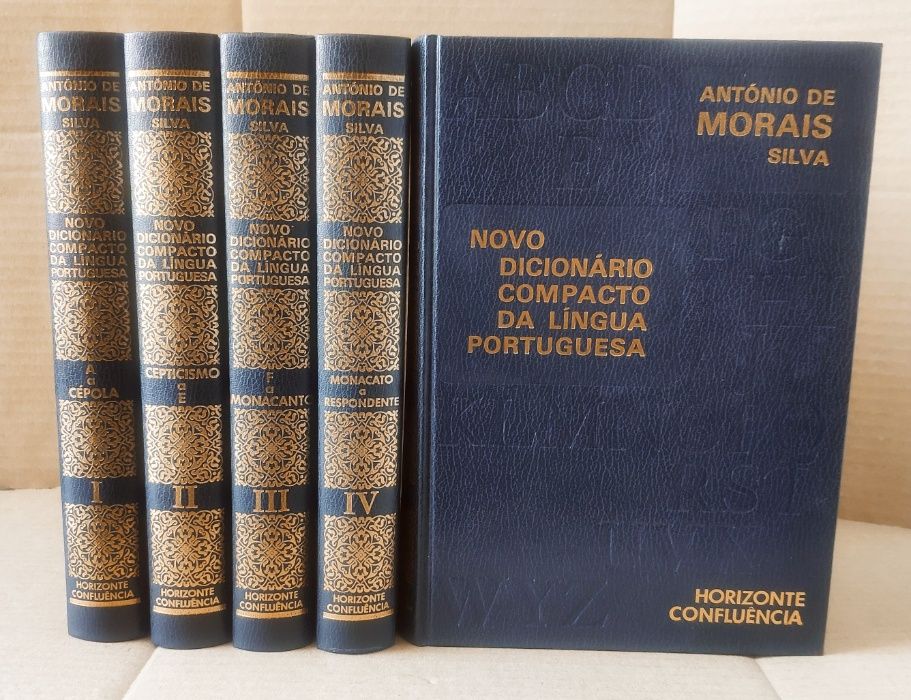 ANTÓNIO DE
MORAIS
SILVA
NOVO
DICIONÁRIO
COMPACTO
DA LÍNGUA
PORTUGUESA
A
a
CÉPOLA
I
HORIZONTE
CONFLUÊNCIA
ANTÓNIO DE
MORAIS
SILVA
NOVO
DICIONÁRIO
COMPACTO
DA LÍNGUA
PORTUGUESA
CEPTICISMO
a
E
II
HORIZONTE
CONFLUÊNCIA
ANTÓNIO DE
MORAIS
SILVA
NOVO
DICIONÁRIO
COMPACTO
DA LÍNGUA
PORTUGUESA
F
a
MONACANTO
III
HORIZONTE
CONFLUÊNCIA
ANTÓNIO DE
MORAIS
SILVA
NOVO
DICIONÁRIO
COMPACTO
DA LÍNGUA
PORTUGUESA
MONACATO
a
RESPONDENTE
IV
HORIZONTE
CONFLUÊNCIA
ANTÓNIO DE
MORAIS
SILVA
NOVO
DICIONÁRIO
COMPACTO
DA LÍNGUA
PORTUGUESA
WYZ
HORIZONTE
CONFLUÊNCIA